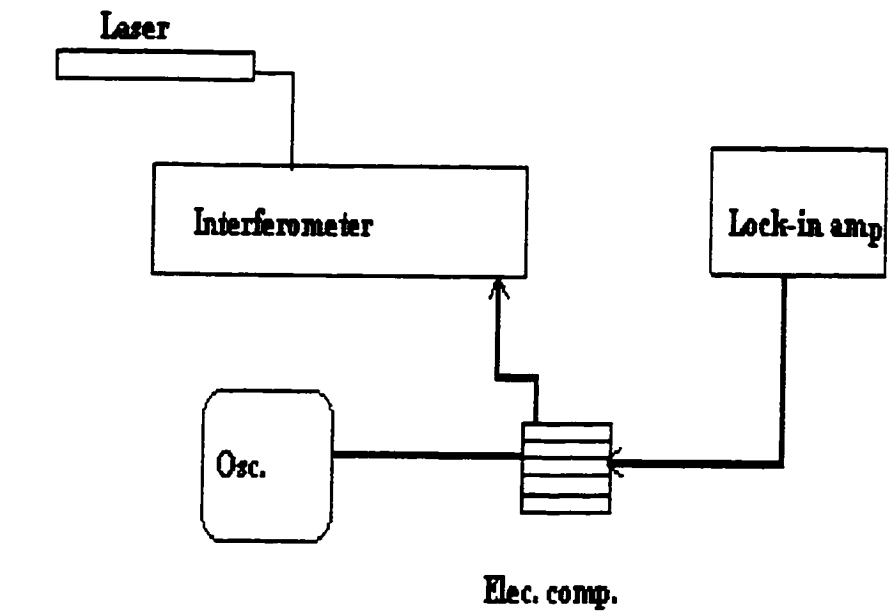 Laser
Interferometer
Lock-in amp
Osc.
Elec. comp.